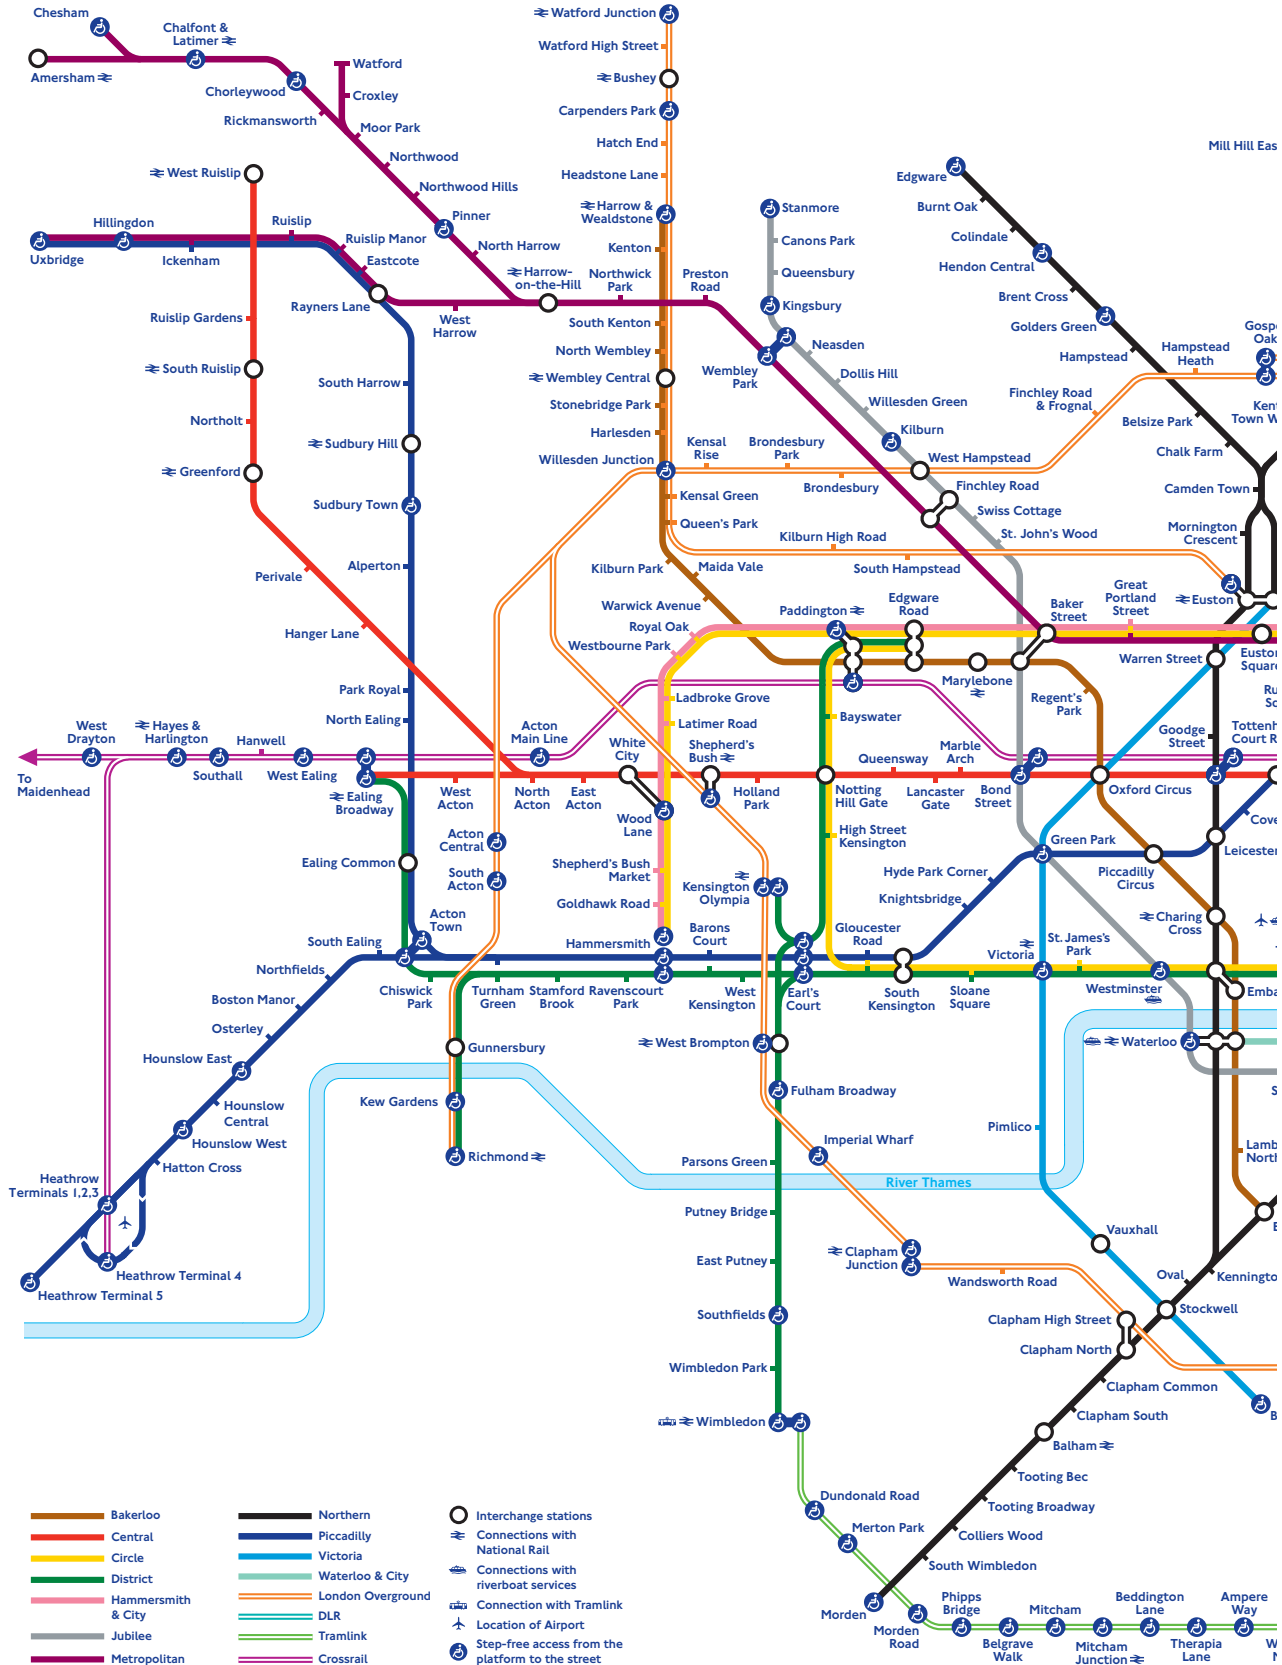 Chesham
Chalfont &
Latimer
Amersham
Chorleywood
Rickmansworth
Watford
Croxley
Moor Park
Northwood
Northwood Hills
Pinner
North Harrow
Harrow-
on-the-Hill
Watford Junction
Watford High Street
Bushey
Carpenders Park
Hatch End
Headstone Lane
Harrow &
Wealdstone
Kenton
Northwick
Park
Preston
Road
South Kenton
North Wembley
Wembley Central
Stonebridge Park
Harlesden
Willesden Junction
Kensal Green
Queen's Park
Kilburn Park
Maida Vale
Warwick Avenue
West Ruislip
Hillingdon
Uxbridge
Ickenham
Ruislip
Ruislip Manor
Eastcote
Rayners Lane
West
Harrow
Ruislip Gardens
South Ruislip
Northolt
Greenford
Perivale
Hanger Lane
South Harrow
Sudbury Hill
Sudbury Town
Alperton
Park Royal
North Ealing
Stanmore
Canons Park
Queensbury
Kingsbury
Wembley
Park
Neasden
Dollis Hill
Willesden Green
Kilburn
West Hampstead
Finchley Road
Swiss Cottage
St. John's Wood
Kensal
Rise
Brondesbury
Park
Brondesbury
Finchley Road
& Frognal
Hampstead
Heath
Gospe
Oak
Kent
Town W
Kilburn High Road
South Hampstead
Mill Hill Eas
Edgware
Burnt Oak
Colindale
Hendon Central
Brent Cross
Golders Green
Hampstead
Belsize Park
Chalk Farm
Camden Town
Mornington
Crescent
Euston
Royal Oak
Westbourne Park
Paddington
Edgware
Road
Marylebone
Baker
Street
Great
Portland
Street
Euston
Square
Warren Street
Regent's
Park
Ru
So
Goodge
Street
Tottenh
Court R
Ladbroke Grove
Latimer Road
Bayswater
West
Drayton
Hayes &
Harlington
Southall
Hanwell
West Ealing
Ealing
Broadway
To
Maidenhead
Acton
Main Line
West
Acton
North
Acton
East
Acton
White
City
Shepherd's
Bush
Wood
Lane
Holland
Park
Notting
Hill Gate
Queensway
Lancaster
Gate
Marble
Arch
Bond
Street
Oxford Circus
Acton
Central
South
Acton
Shepherd's Bush
Market
Goldhawk Road
Hammersmith
High Street
Kensington
Kensington
Olympia
Hyde Park Corner
Knightsbridge
Green Park
Piccadilly
Circus
Cove
Leicester
Charing
Cross
Ealing Common
Acton
Town
South Ealing
Northfields
Boston Manor
Osterley
Hounslow East
Hounslow
Central
Hounslow West
Hatton Cross
Heathrow
Terminals 1,2,3
Heathrow Terminal 4
Heathrow Terminal 5
Chiswick
Park
Turnham
Green
Stamford
Brook
Ravenscourt
Park
Barons
Court
West
Kensington
Earl's
Court
Gloucester
Road
South
Kensington
Sloane
Square
Victoria
St. James's
Park
Westminster
Emba
Waterloo
S
Gunnersbury
Kew Gardens
Richmond
West Brompton
Fulham Broadway
Imperial Wharf
Parsons Green
Putney Bridge
East Putney
Southfields
Wimbledon Park
Wimbledon
River Thames
Pimlico
Vauxhall
Lamb
North
E
Clapham
Junction
Wandsworth Road
Oval
Kenningto
Stockwell
Clapham High Street
Clapham North
Clapham Common
Clapham South
B
Balham
Tooting Bec
Tooting Broadway
Colliers Wood
South Wimbledon
Morden
Dundonald Road
Merton Park
Morden
Road
Phipps
Bridge
Belgrave
Walk
Mitcham
Mitcham
Junction
Beddington
Lane
Therapia
Lane
Ampere
Way
W
Bakerloo
Central
Circle
District
Hammersmith
& City
Jubilee
Metropolitan
Northern
Piccadilly
Victoria
Waterloo & City
London Overground
DLR
Tramlink
Crossrail
Interchange stations
Connections with
National Rail
Connections with
riverboat services
Connection with Tramlink
Location of Airport
Step-free access from the
platform to the street